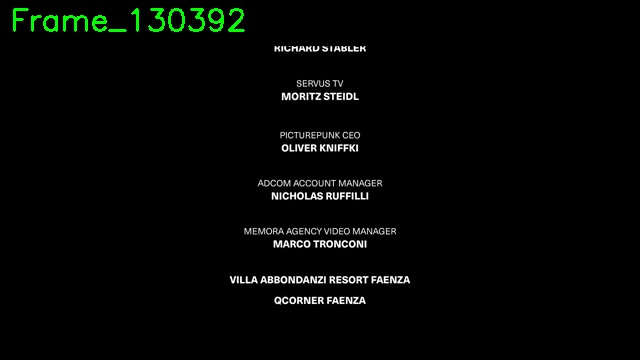 Frame_130392
RICHARD STABLER
SERVUS TV
MORITZ STEIDL
PICTUREPUNK CEO
OLIVER KNIFFKI
ADCOM ACCOUNT MANAGER
NICHOLAS RUFFILLI
MEMORA AGENCY VIDEO MANAGER
MARCO TRONCONI
VILLA ABBONDANZI RESORT FAENZA
QCORNER FAENZA